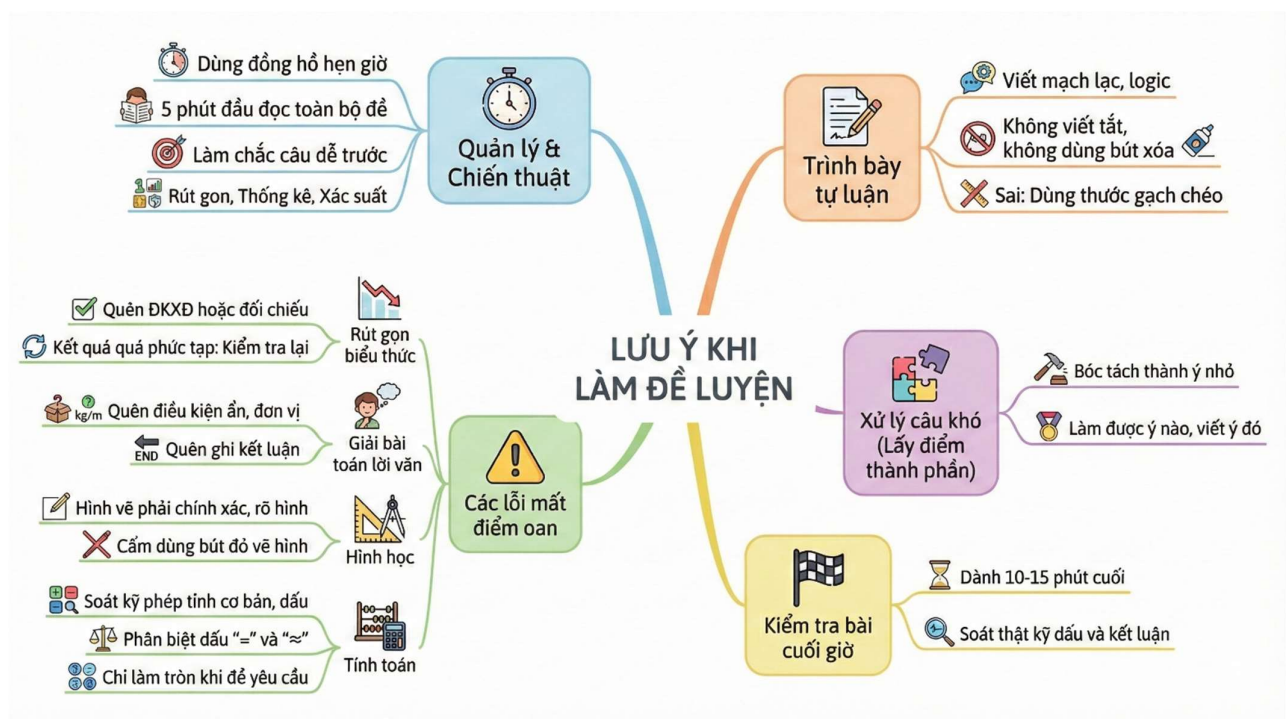 LƯU Ý KHI
LÀM ĐỀ LUYỆN
Quản lý &
Chiến thuật
Dùng đồng hồ hẹn giờ
5 phút đầu đọc toàn bộ đề
Làm chắc câu dễ trước
Rút gon, Thống kê, Xác suất
Trình bày
tự luận
Viết mạch lạc, logic
Không viết tắt,
không dùng bút xóa
Sai: Dùng thước gạch chéo
Các lỗi mất
điểm oan
Rút gọn
biểu thức
Quên ĐKXĐ hoặc đối chiếu
Kết quá quá phức tạp: Kiểm tra lại
Giải bài
toán lời văn
kg/m
Quên điều kiện ẩn, đơn vị
END
Quên ghi kết luận
Hình học
Hình vẽ phải chính xác, rõ hình
Cấm dùng bút đỏ vẽ hình
Tính toán
Soát kỹ phép tính cơ bản, dấu
Phân biệt dấu “=” và “≈”
Chi làm tròn khi để yêu cầu
Xử lý câu khó
(Lấy điểm
thành phần)
Bóc tách thành ý nhỏ
Làm được ý nào, viết ý đó
Kiểm tra bài
cuối giờ
Dành 10-15 phút cuối
Soát thật kỹ dấu và kết luận